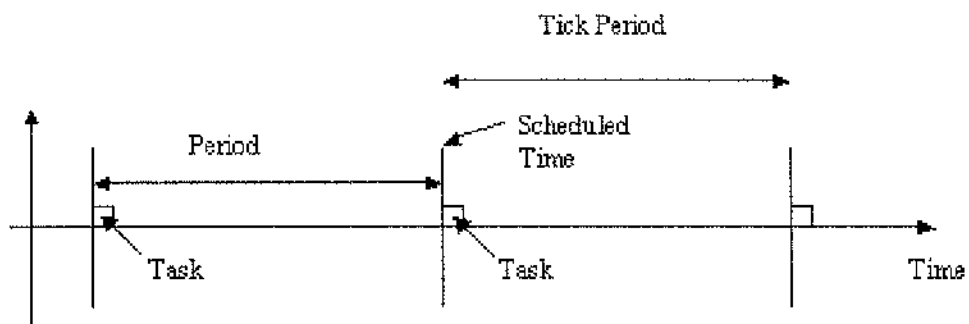 Tick Period
Scheduled
Time
Period
Task
Task
Time